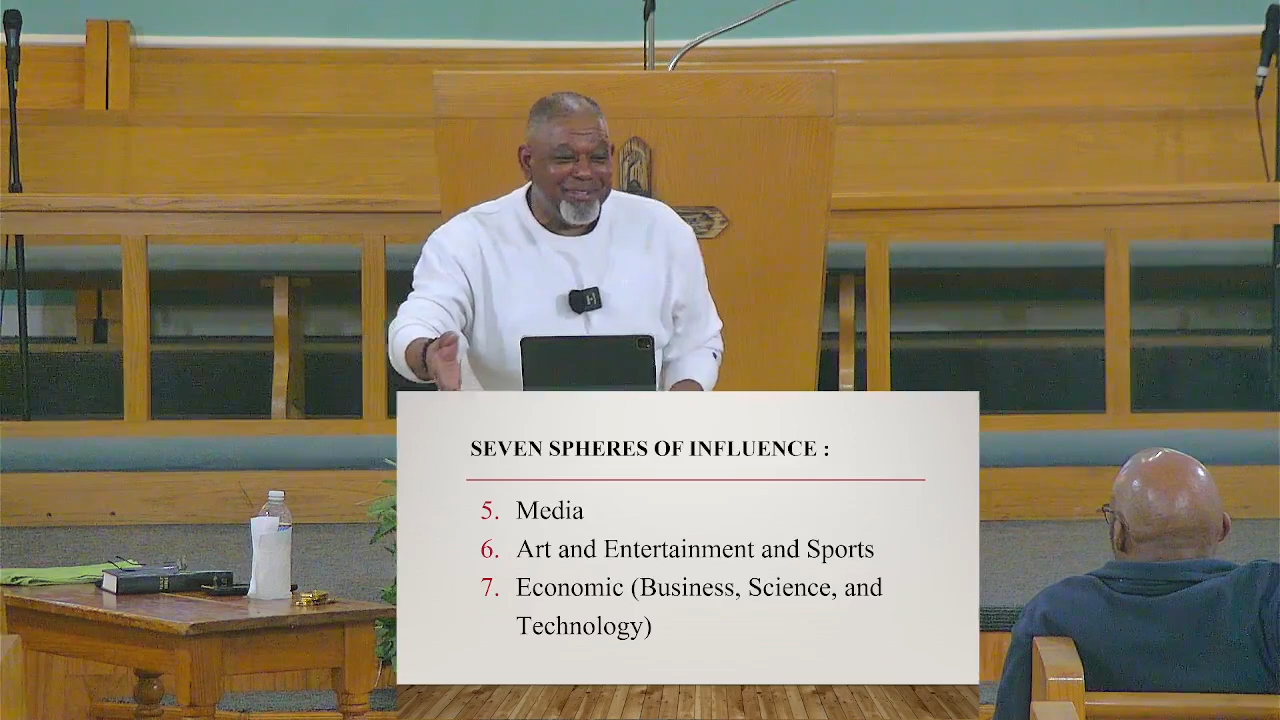 SEVEN SPHERES OF INFLUENCE :
5. Media
6. Art and Entertainment and Sports
7. Economic (Business, Science, and
Technology)